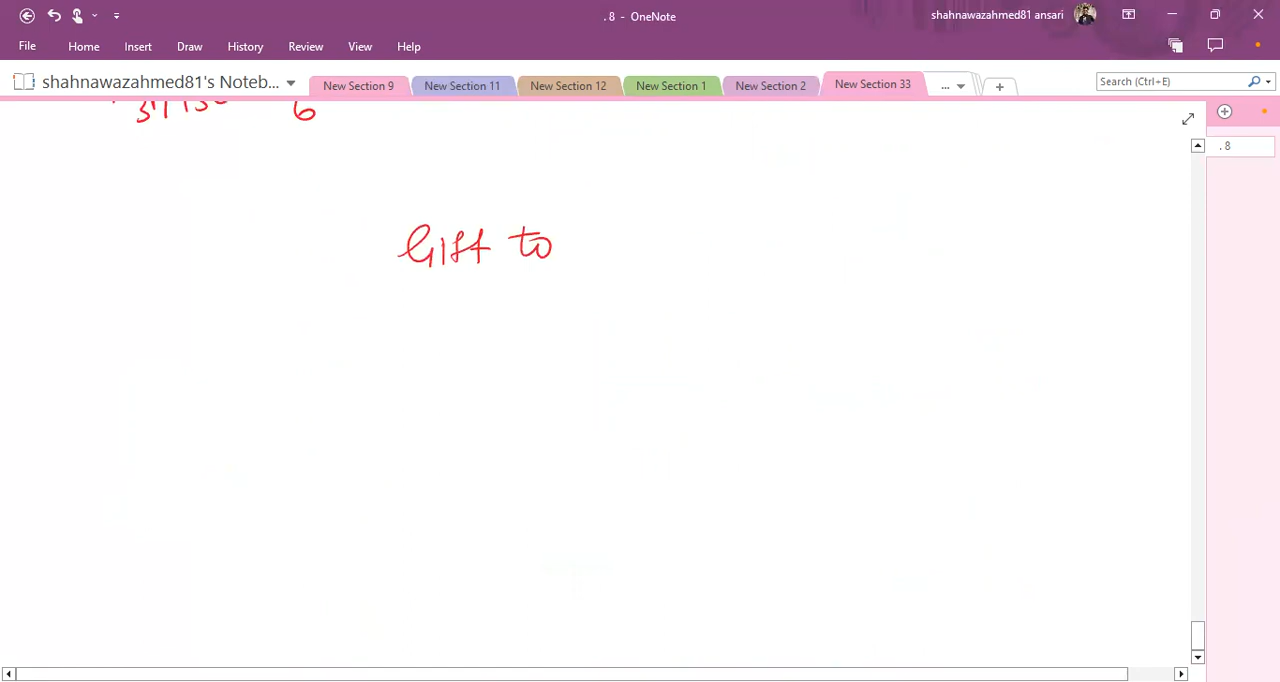 . 8 - OneNote
shahnawazahmed81 ansari
File Home Insert Draw History Review View Help
shahnawazahmed81's Noteb...
New Section 9
New Section 11
New Section 12
New Section 1
New Section 2
New Section 33
...
Search (Ctrl+E)
6
. 8
Gift to